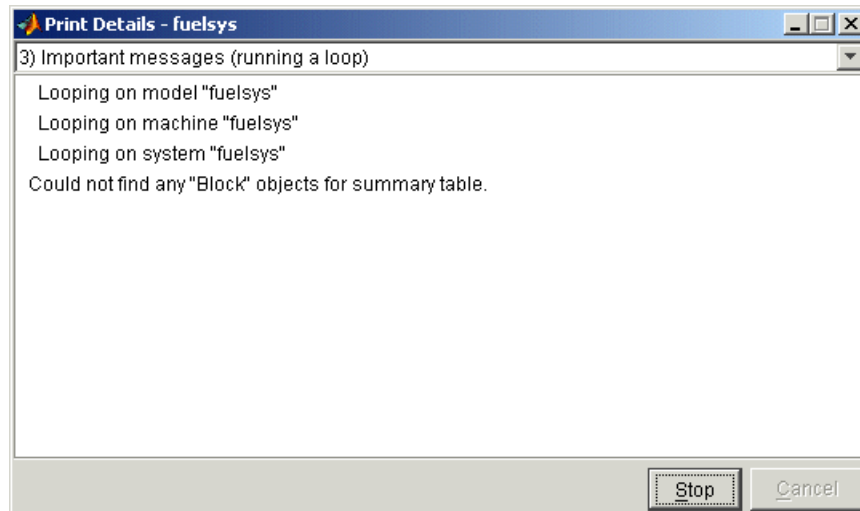 Print Details - fuelsys
3) Important messages (running a loop)
Looping on model "fuelsys"
Looping on machine "fuelsys"
Looping on system "fuelsys"
Could not find any "Block" objects for summary table.
Stop Cancel